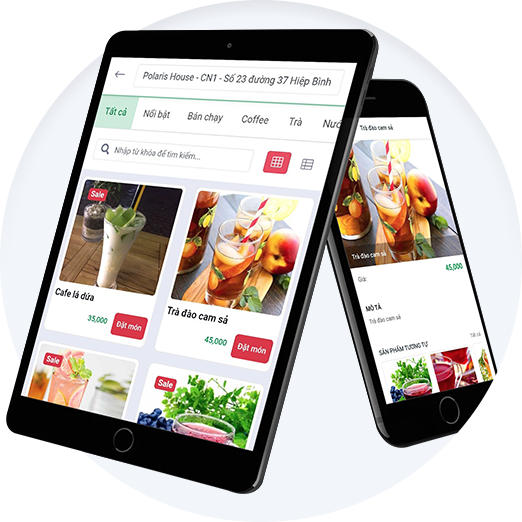 Polaris House - CN1 - Số 23 đường 37 Hiệp Bình
Tất cả
Nổi bật
Bán chạy
Coffee
Trà
Nước
Nhập từ khóa để tìm kiếm...
Sale
Cafe lá dứa
35,000
Đặt món
Trà đào cam sả
45,000
Đặt món
Sale
Sale
Trà đào cam sả
Trà đào cam sả
Giá:
45,000
MÔ TẢ
Trà đào cam sả
SẢN PHẨM TƯƠNG TỰ
Tất cả